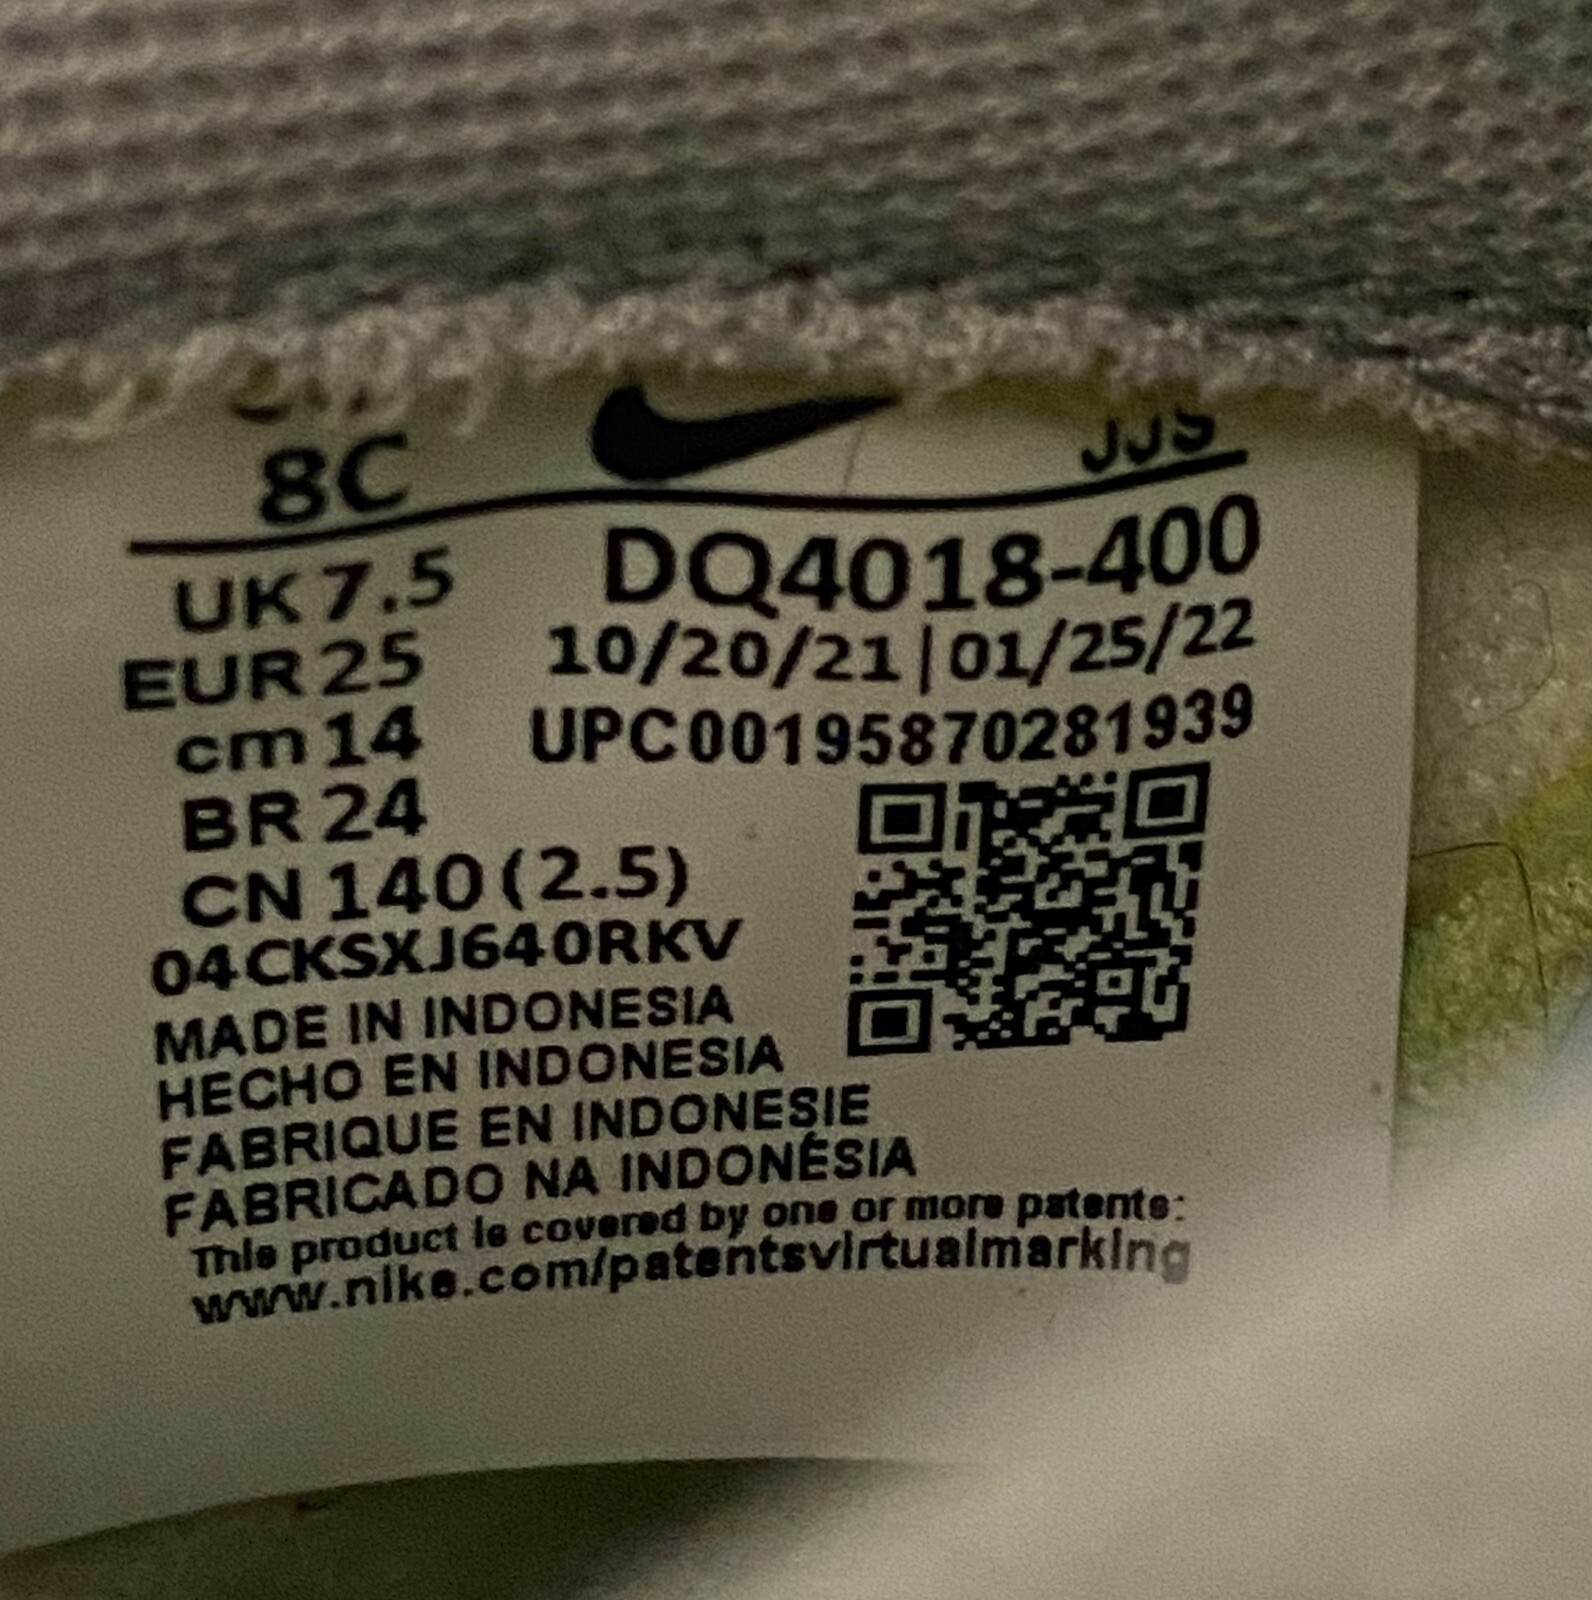 8C JJS
UK 7.5 DQ4018-400
EUR 25 10/20/21|01/25/22
cm 14 UPC00195870281939
BR 24
CN 140 (2.5)
04CKSXJ640RKV
MADE IN INDONESIA
HECHO EN INDONESIA
FABRIQUE EN INDONESIE
FABRICADO NA INDONÉSIA
This product is covered by one or more patents:
www.nike.com/patentsvirtualmarking